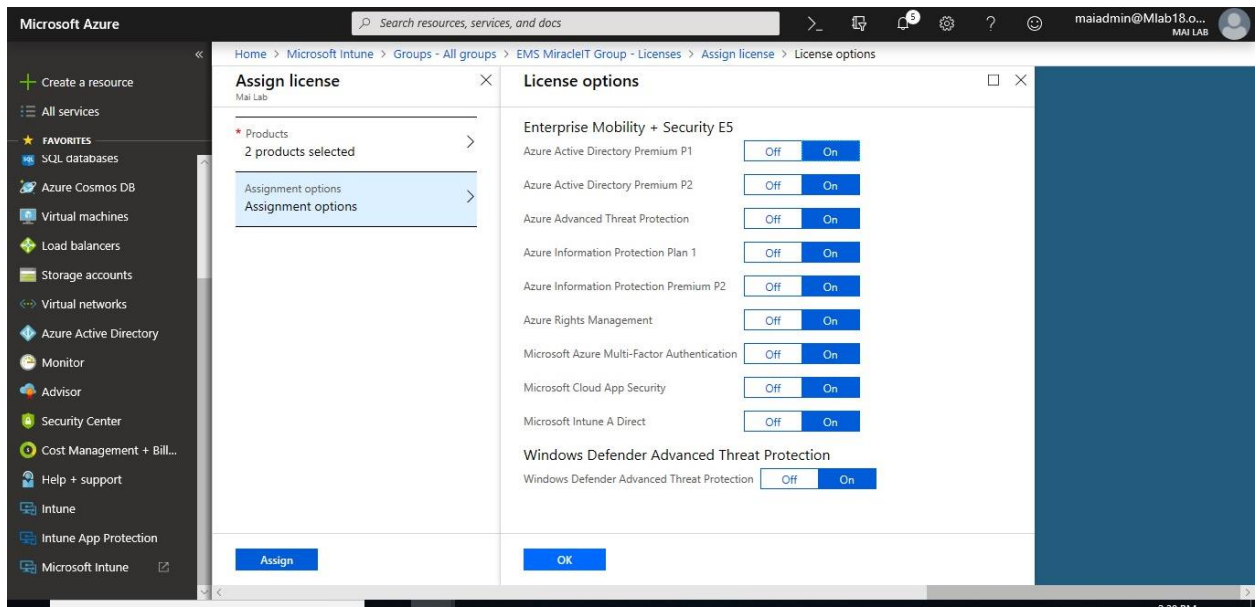 Microsoft Azure
Search resources, services, and docs
5
maiadmin@Mlab18.o...
MAI LAB
Home > Microsoft Intune > Groups - All groups > EMS MiracleIT Group - Licenses > Assign license > License options
Create a resource
All services
FAVORITES
SQL databases
Azure Cosmos DB
Virtual machines
Load balancers
Storage accounts
Virtual networks
Azure Active Directory
Monitor
Advisor
Security Center
Cost Management + Bill...
Help + support
Intune
Intune App Protection
Microsoft Intune
Assign license
Mai Lab
* Products
2 products selected
Assignment options
Assignment options
Assign
License options
Enterprise Mobility + Security E5
Azure Active Directory Premium P1 Off On
Azure Active Directory Premium P2 Off On
Azure Advanced Threat Protection Off On
Azure Information Protection Plan 1 Off On
Azure Information Protection Premium P2 Off On
Azure Rights Management Off On
Microsoft Azure Multi-Factor Authentication Off On
Microsoft Cloud App Security Off On
Microsoft Intune A Direct Off On
Windows Defender Advanced Threat Protection
Windows Defender Advanced Threat Protection Off On
OK